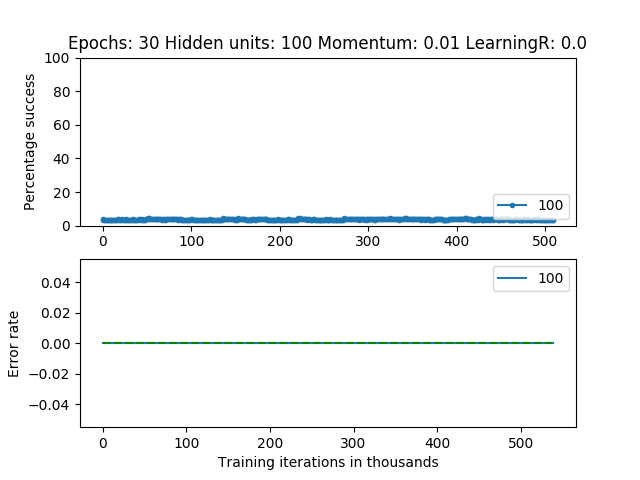 Epochs: 30 Hidden units: 100 Momentum: 0.01 LearningR: 0.0
100
80
60
40
20
0
Percentage success
100
0 100 200 300 400 500
0.04
0.02
0.00
−0.02
−0.04
Error rate
100
0 100 200 300 400 500
Training iterations in thousands